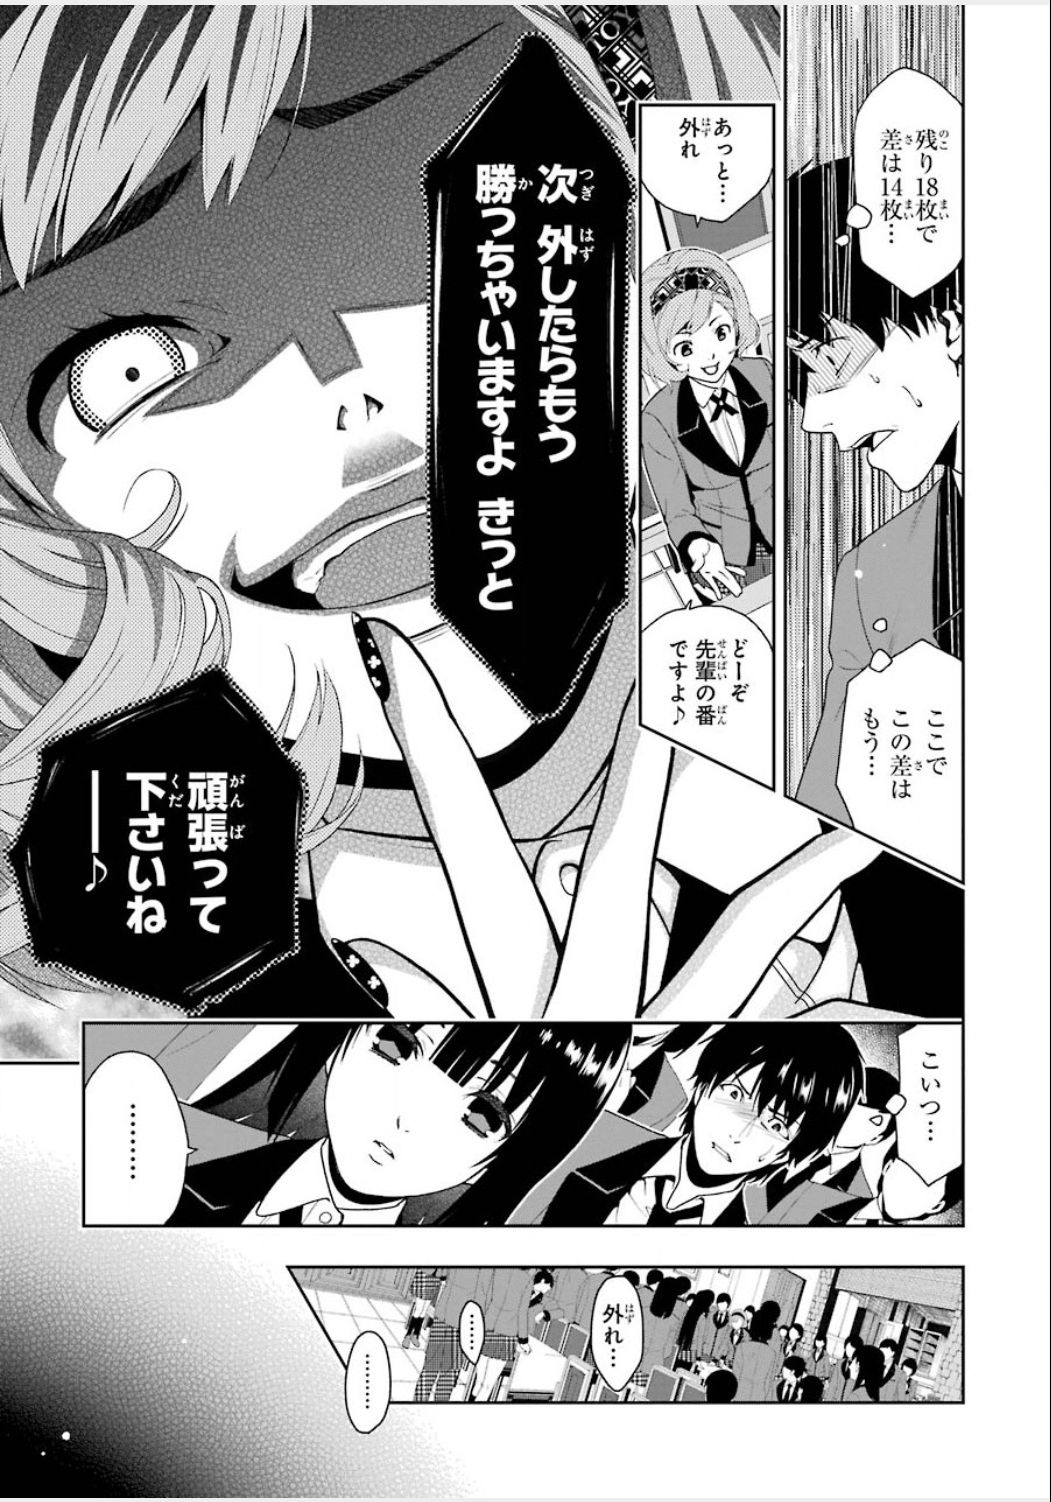 残り18枚で
差は14枚…
ここで
この差は
もう…
あっと…
外れ
どーぞ
先輩の番
ですよ♪
次 外したらもう
勝っちゃいますよ きっと
頑張って
下さいね
――♪
こいつ…
………
外れ…
……
……
TOY
TOY